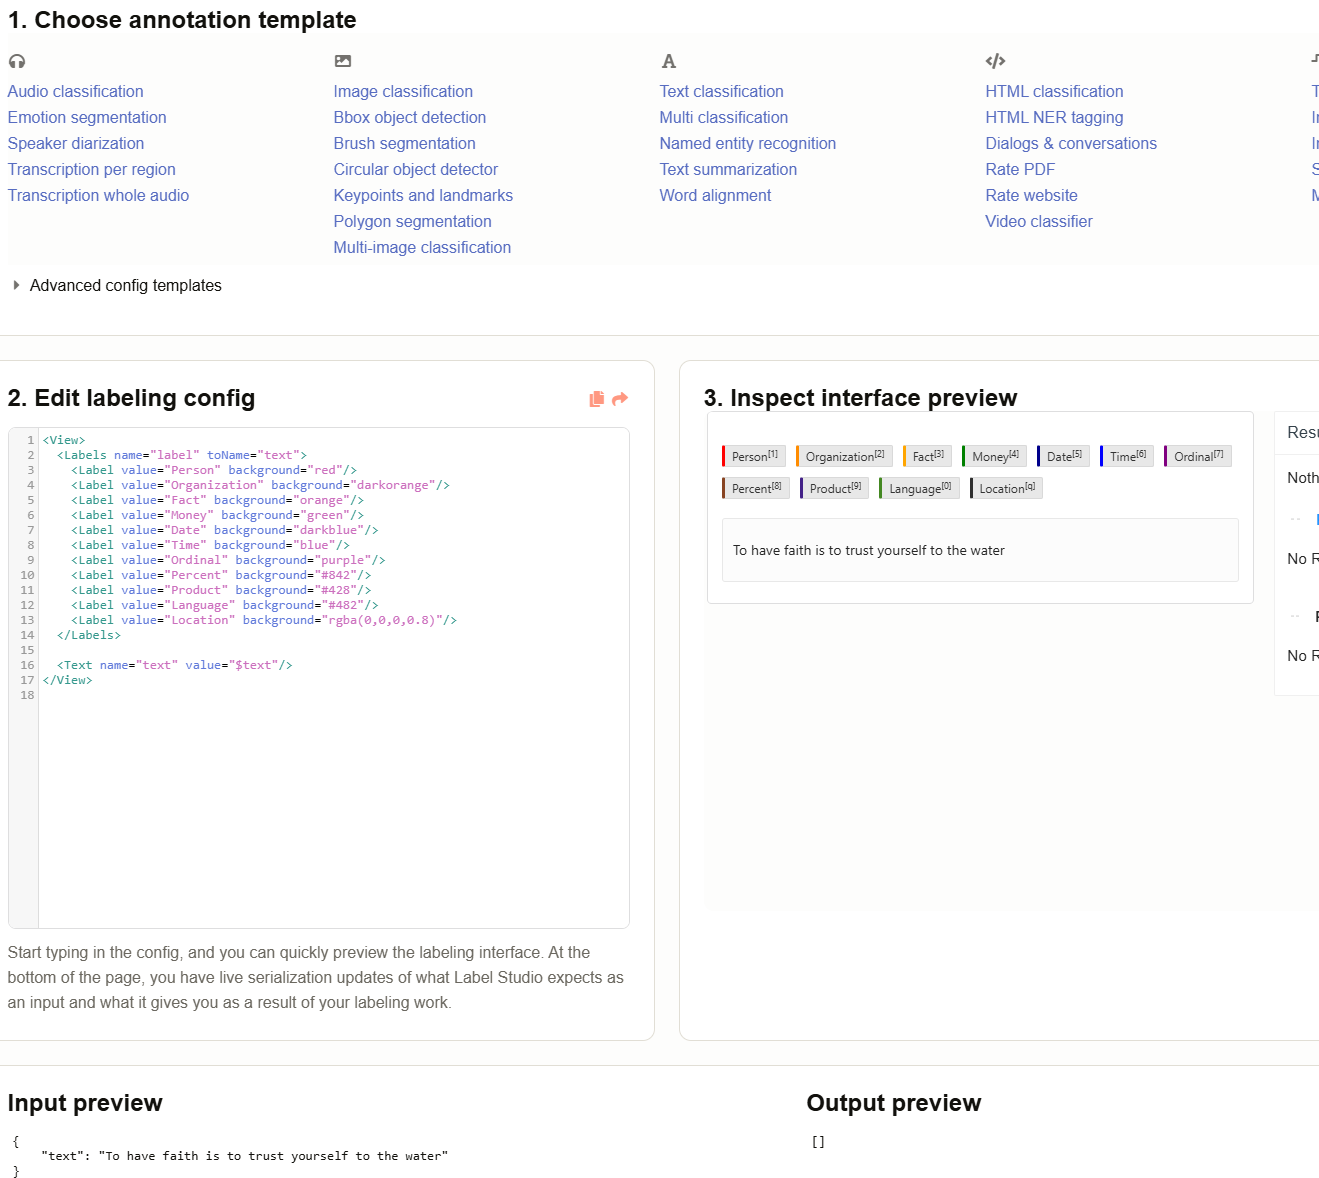 1. Choose annotation template
Audio classification
Emotion segmentation
Speaker diarization
Transcription per region
Transcription whole audio
Image classification
Bbox object detection
Brush segmentation
Circular object detector
Keypoints and landmarks
Polygon segmentation
Multi-image classification
Text classification
Multi classification
Named entity recognition
Text summarization
Word alignment
HTML classification
HTML NER tagging
Dialogs & conversations
Rate PDF
Rate website
Video classifier
Advanced config templates
2. Edit labeling config
1 <View>
2   <Labels name="label" toName="text">
3     <Label value="Person" background="red"/>
4     <Label value="Organization" background="darkorange"/>
5     <Label value="Fact" background="orange"/>
6     <Label value="Money" background="green"/>
7     <Label value="Date" background="darkblue"/>
8     <Label value="Time" background="blue"/>
9     <Label value="Ordinal" background="purple"/>
10     <Label value="Percent" background="#842"/>
11     <Label value="Product" background="#428"/>
12     <Label value="Language" background="#482"/>
13     <Label value="Location" background="rgba(0,0,0,0.8)"/>
14   </Labels>
15
16   <Text name="text" value="$text"/>
17 </View>
18
Start typing in the config, and you can quickly preview the labeling interface. At the
bottom of the page, you have live serialization updates of what Label Studio expects as
an input and what it gives you as a result of your labeling work.
3. Inspect interface preview
Person[1] Organization[2] Fact[3] Money[4] Date[5] Time[6] Ordinal[7]
Percent[8] Product[9] Language[0] Location[q]
To have faith is to trust yourself to the water
Resu
Noth
No R
No R
Input preview
{
    "text": "To have faith is to trust yourself to the water"
}
Output preview
[]